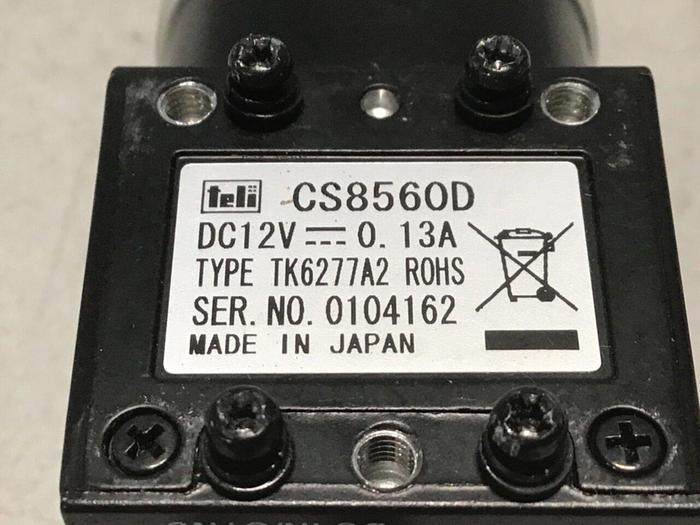 teli CS8560D
DC12V ⎓ 0.13A
TYPE TK6277A2 ROHS
SER. NO. 0104162
MADE IN JAPAN